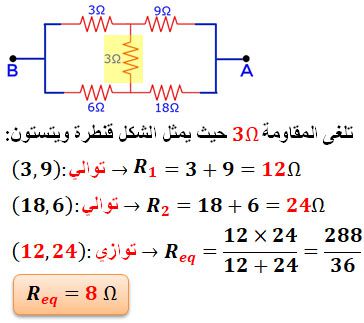 3Ω 9Ω
3Ω
B A
6Ω 18Ω
تلغى المقاومة 3Ω حيث يمثل الشكل قنطرة ويتستون:
(3, 9): توالي → R₁ = 3 + 9 = 12Ω
(18, 6): توالي → R₂ = 18 + 6 = 24Ω
(12, 24): توازي → Req = 12 × 24 / 12 + 24 = 288 / 36
Req = 8 Ω